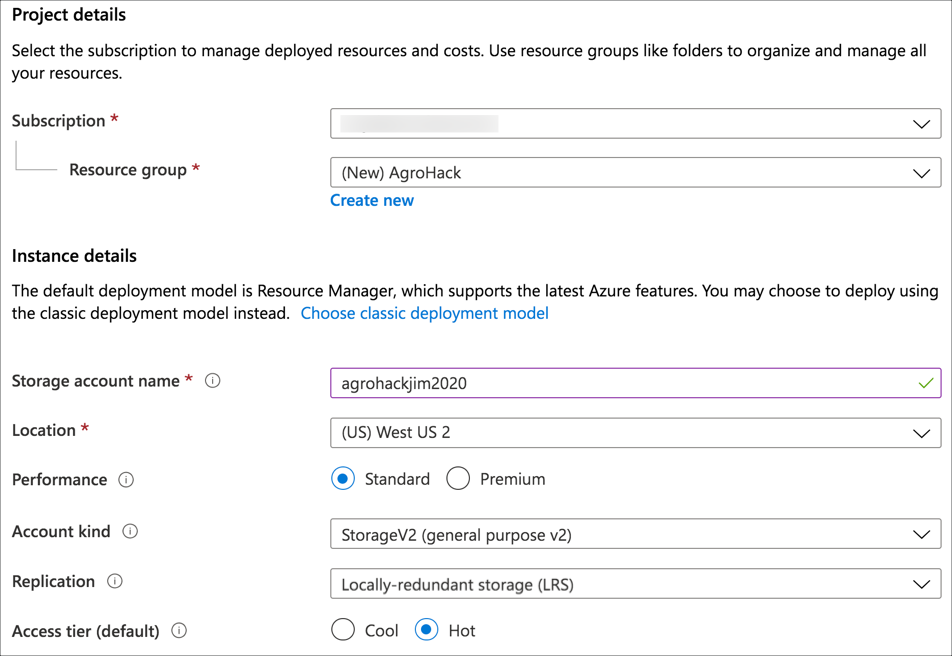 Project details
Select the subscription to manage deployed resources and costs. Use resource groups like folders to organize and manage all
your resources.
Subscription *
Resource group *
(New) AgroHack
Create new
Instance details
The default deployment model is Resource Manager, which supports the latest Azure features. You may choose to deploy using
the classic deployment model instead. Choose classic deployment model
Storage account name *
agrohackjim2020
Location *
(US) West US 2
Performance
Standard Premium
Account kind
StorageV2 (general purpose v2)
Replication
Locally-redundant storage (LRS)
Access tier (default)
Cool Hot